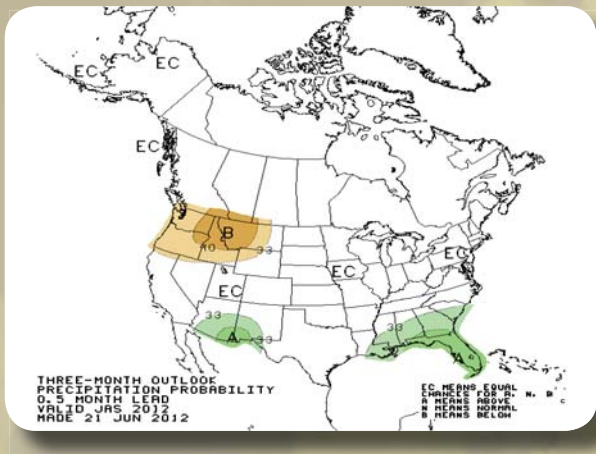 EC
EC
EC
B
40
33
EC
EC
EC
33
A
33
33
A
THREE-MONTH OUTLOOK
PRECIPITATION PROBABILITY
0.5 MONTH LEAD
VALID JAS 2012
MADE 21 JUN 2012
EC MEANS EQUAL
CHANCES FOR A, N, B
A MEANS ABOVE
N MEANS NORMAL
B MEANS BELOW